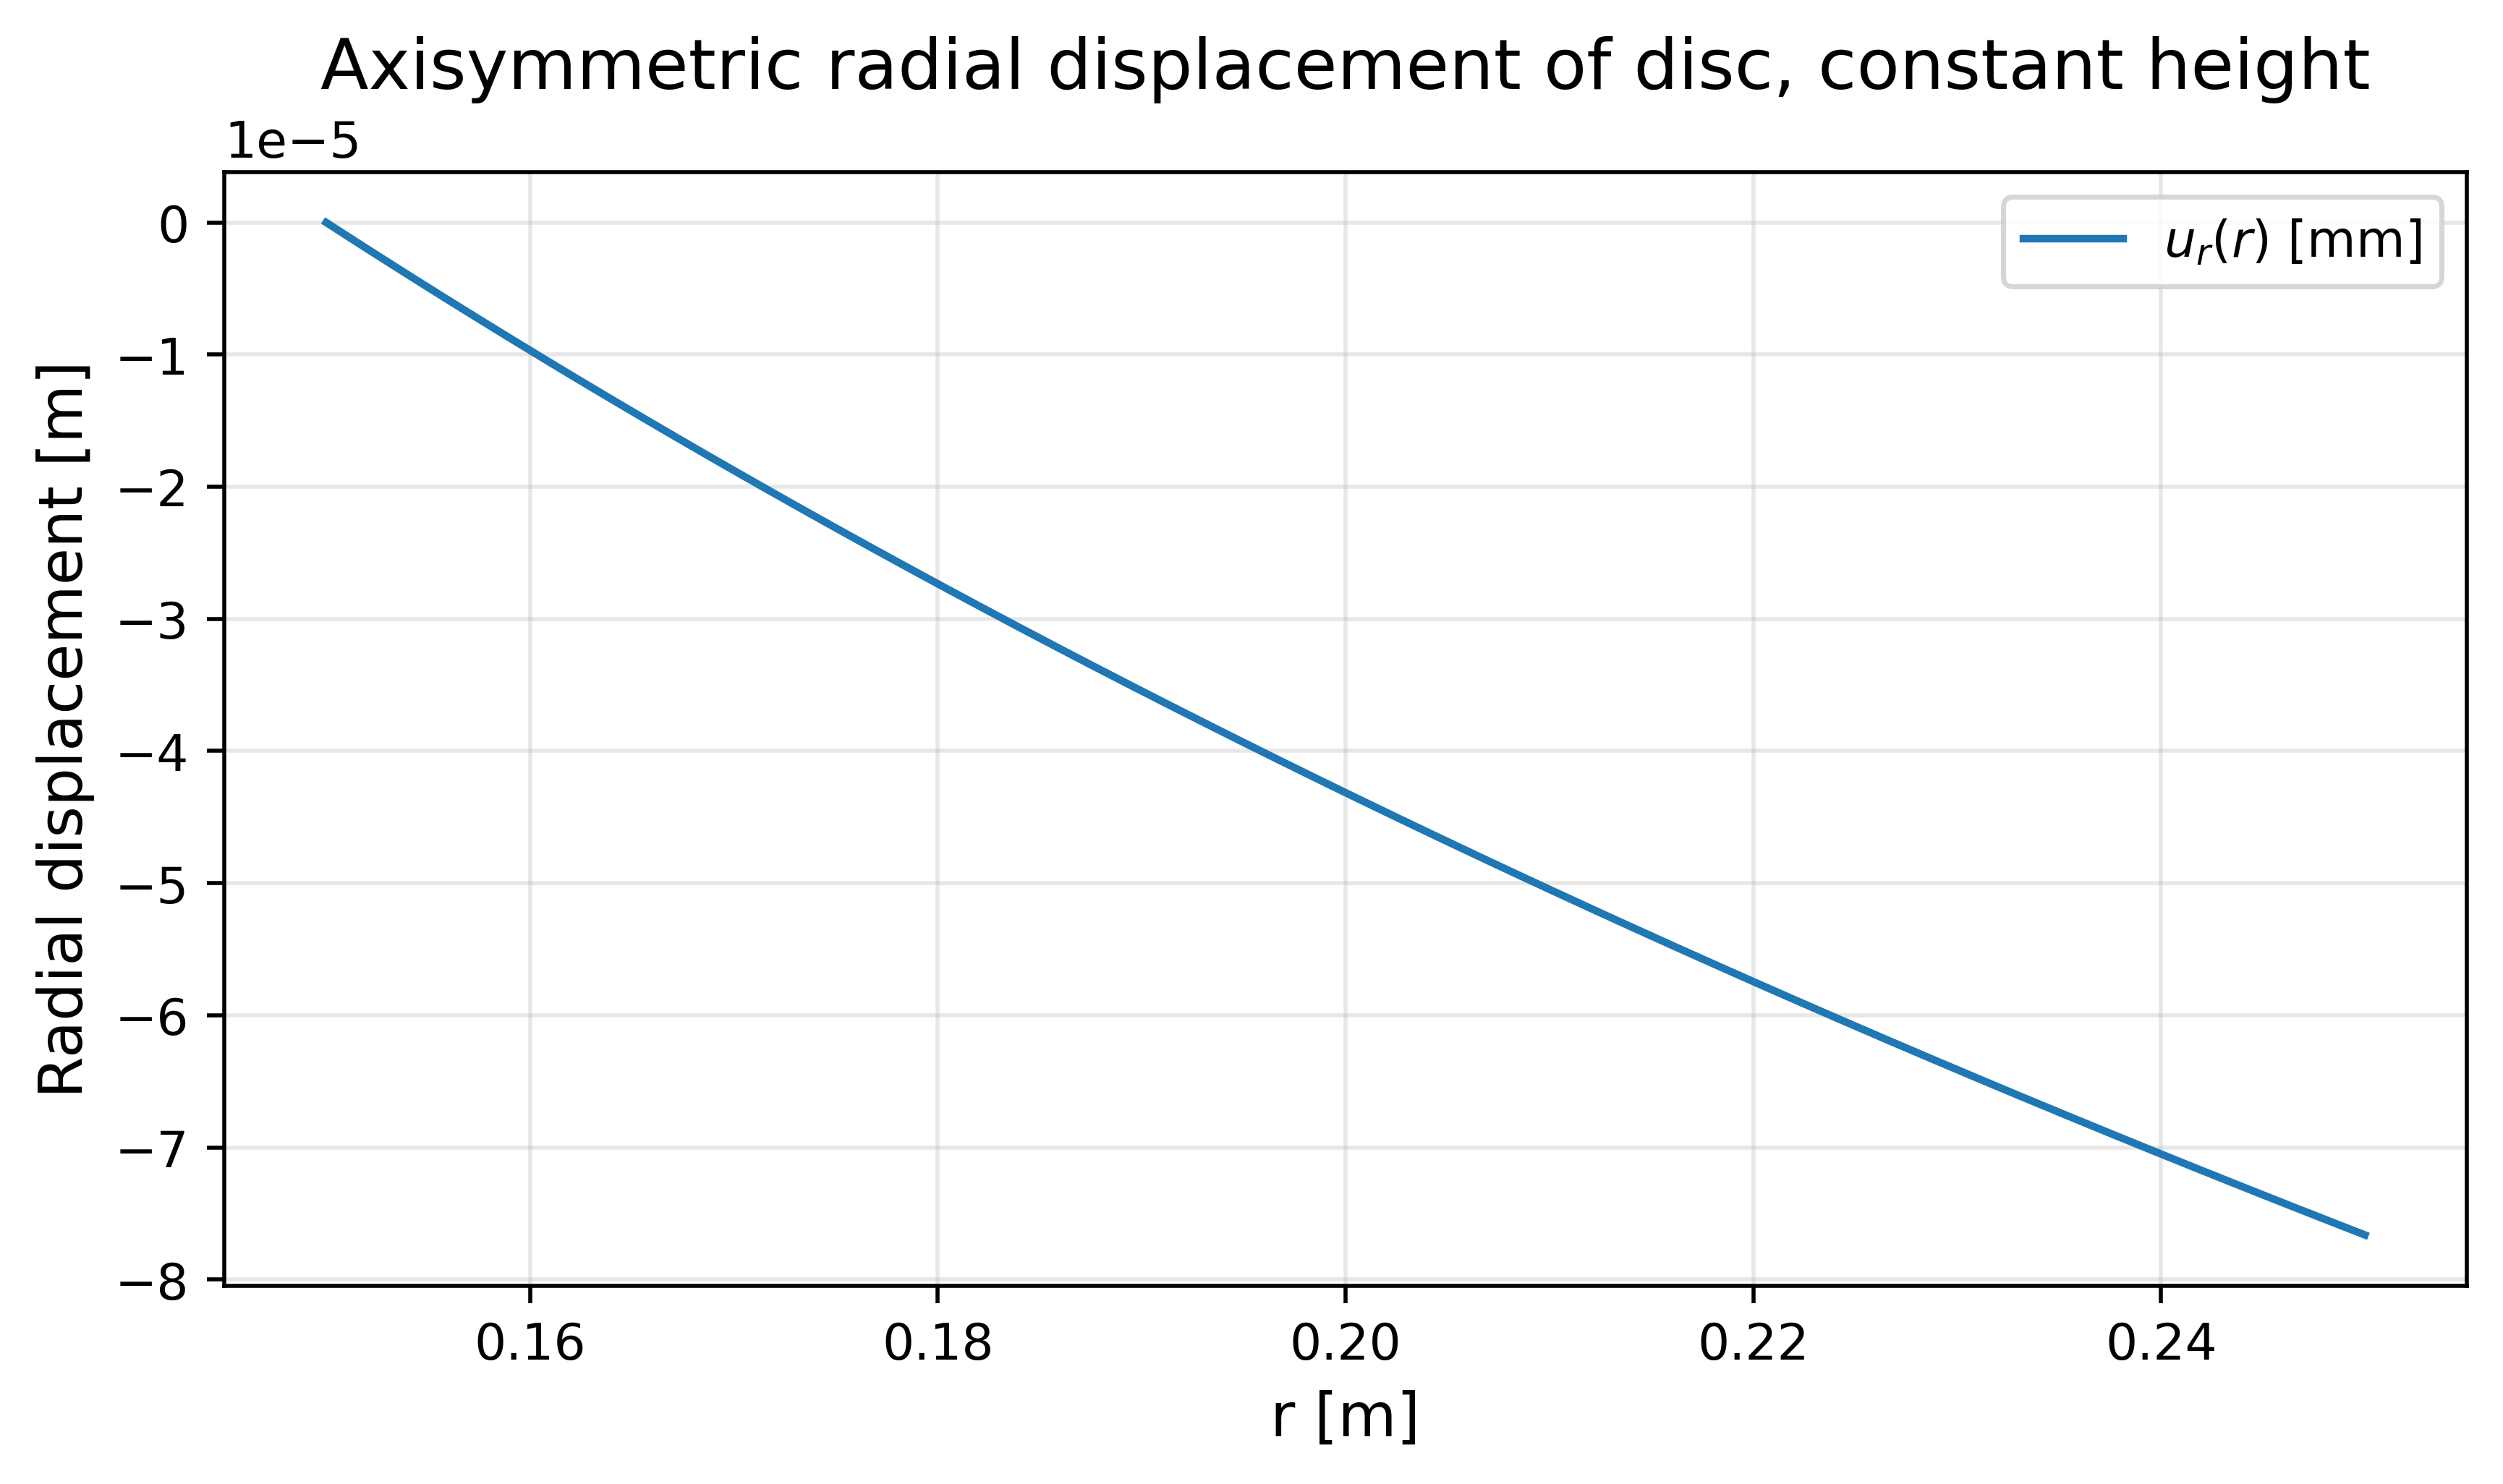 Axisymmetric radial displacement of disc, constant height
1e−5
0
−1
−2
−3
−4
−5
−6
−7
−8
Radial displacement [m]
u_r(r) [mm]
0.16 0.18 0.20 0.22 0.24
r [m]